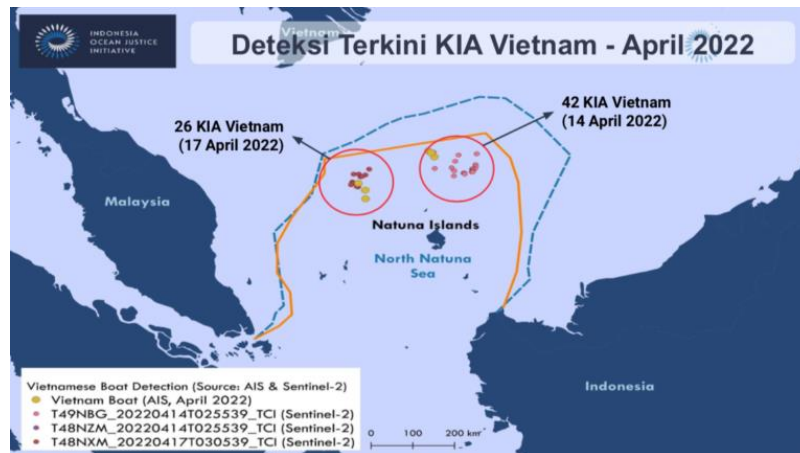 INDONESIA
OCEAN JUSTICE
INITIATIVE
Vietnam
Deteksi Terkini KIA Vietnam - April 2022
42 KIA Vietnam
(14 April 2022)
26 KIA Vietnam
(17 April 2022)
Malaysia
Natuna Islands
North Natuna
Sea
Indonesia
Vietnamese Boat Detection (Source: AIS & Sentinel-2)
Vietnam Boat (AIS, April 2022)
T49NBG_20220414T025539_TCI (Sentinel-2)
T48NZM_20220414T025539_TCI (Sentinel-2)
T48NXM_20220417T030539_TCI (Sentinel-2)
0 100 200 km